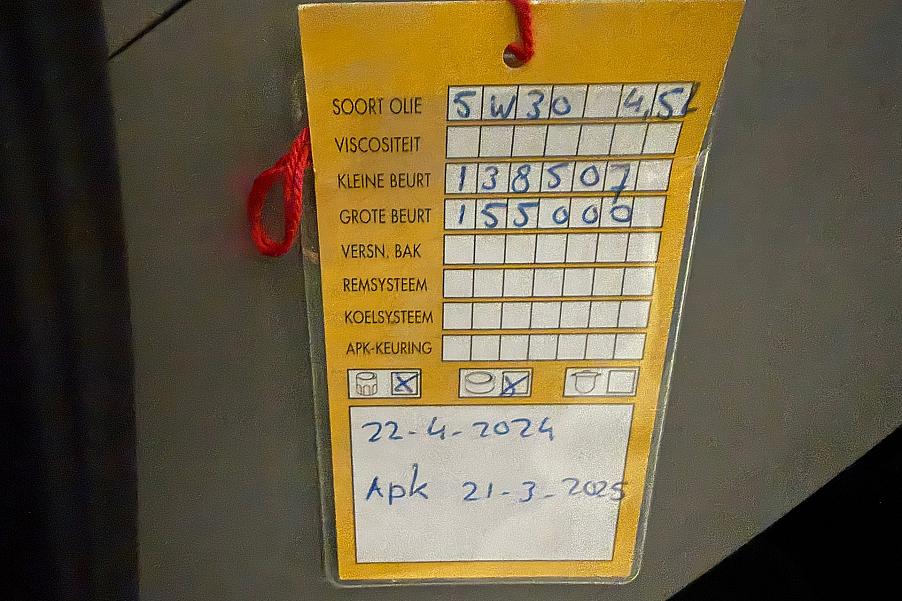 SOORT OLIE 5W30 4,5L
VISCOSITEIT
KLEINE BEURT 138507
GROTE BEURT 155000
VERSN. BAK
REMSYSTEEM
KOELSYSTEEM
APK-KEURING
22-4-2024
Apk 21-3-2025